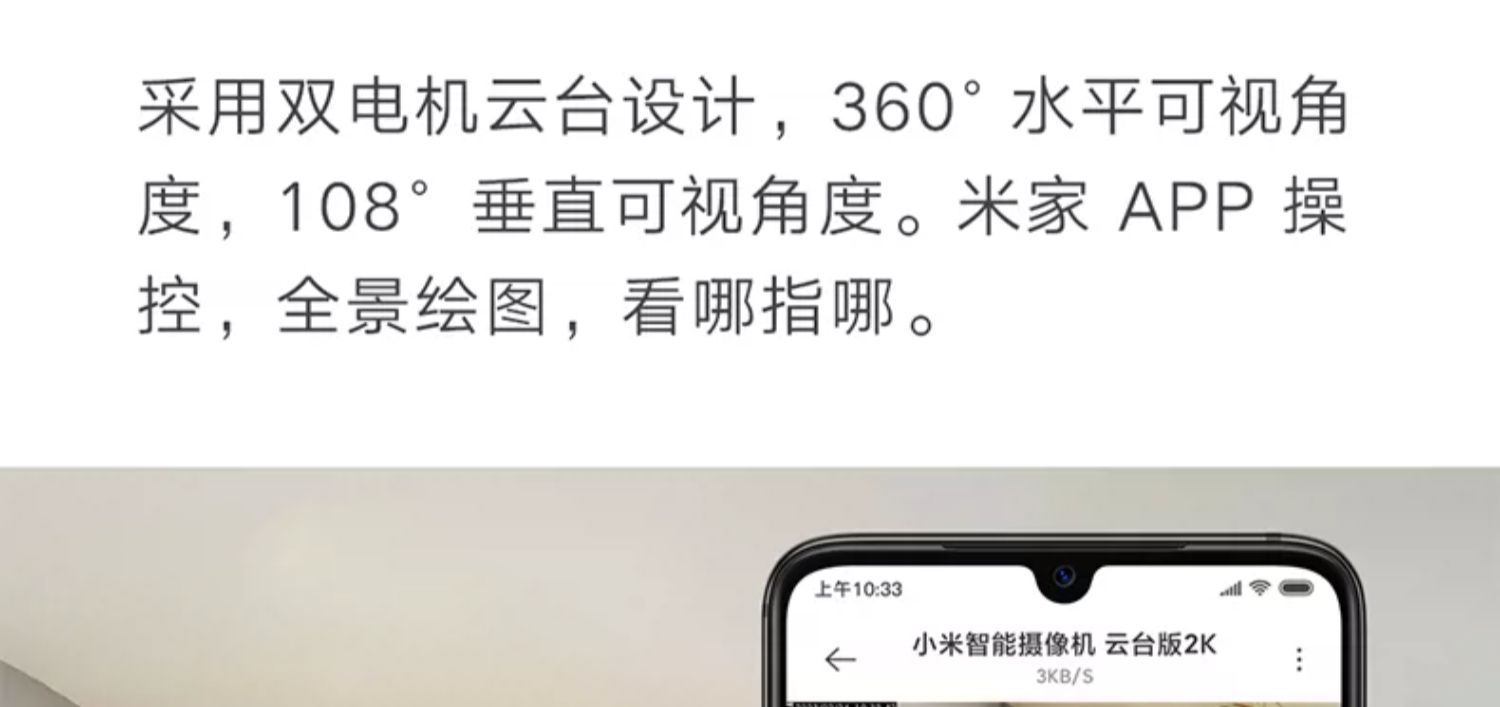 采用双电机云台设计，360° 水平可视角
度，108° 垂直可视角度。米家 APP 操
控，全景绘图，看哪指哪。
上午10:33
小米智能摄像机 云台版2K
3KB/S